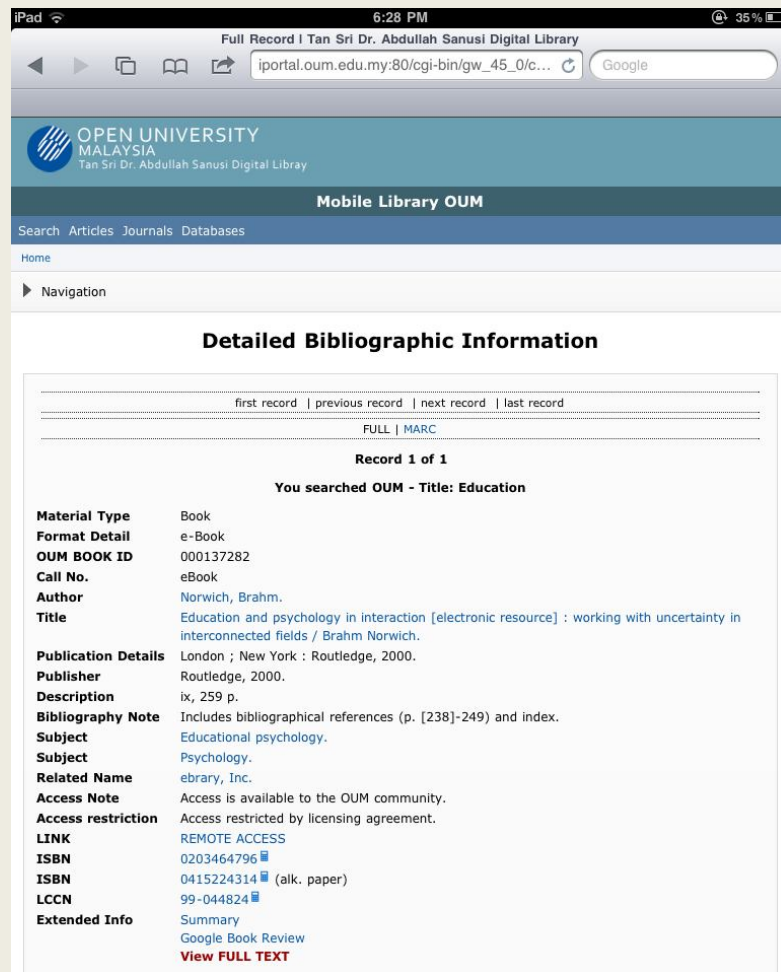 iPad 6:28 PM 35%
Full Record | Tan Sri Dr. Abdullah Sanusi Digital Library
iportal.oum.edu.my:80/cgi-bin/gw_45_0/c... Google
OPEN UNIVERSITY
MALAYSIA
Tan Sri Dr. Abdullah Sanusi Digital Libray
Mobile Library OUM
Search Articles Journals Databases
Home
Navigation
Detailed Bibliographic Information
first record | previous record | next record | last record
FULL | MARC
Record 1 of 1
You searched OUM - Title: Education
Material Type Book
Format Detail e-Book
OUM BOOK ID 000137282
Call No. eBook
Author Norwich, Brahm.
Title Education and psychology in interaction [electronic resource] : working with uncertainty in
interconnected fields / Brahm Norwich.
Publication Details London ; New York : Routledge, 2000.
Publisher Routledge, 2000.
Description ix, 259 p.
Bibliography Note Includes bibliographical references (p. [238]-249) and index.
Subject Educational psychology.
Subject Psychology.
Related Name ebrary, Inc.
Access Note Access is available to the OUM community.
Access restriction Access restricted by licensing agreement.
LINK REMOTE ACCESS
ISBN 0203464796
ISBN 0415224314 (alk. paper)
LCCN 99-044824
Extended Info Summary
Google Book Review
View FULL TEXT